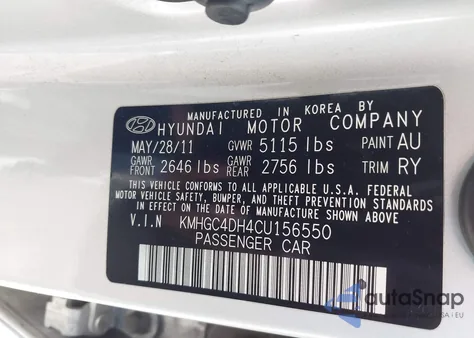 MANUFACTURED IN KOREA BY
HYUNDAI MOTOR COMPANY
MAY/28/11 GVWR 5115 lbs PAINT AU
GAWR FRONT 2646 lbs GAWR REAR 2756 lbs TRIM RY
THIS VEHICLE CONFORMS TO ALL APPLICABLE U.S.A. FEDERAL
MOTOR VEHICLE SAFETY, BUMPER, AND THEFT PREVENTION STANDARDS
IN EFFECT ON THE DATE OF MANUFACTURE SHOWN ABOVE.
V.I.N KMHGC4DH4CU156550
PASSENGER CAR
autoSnap